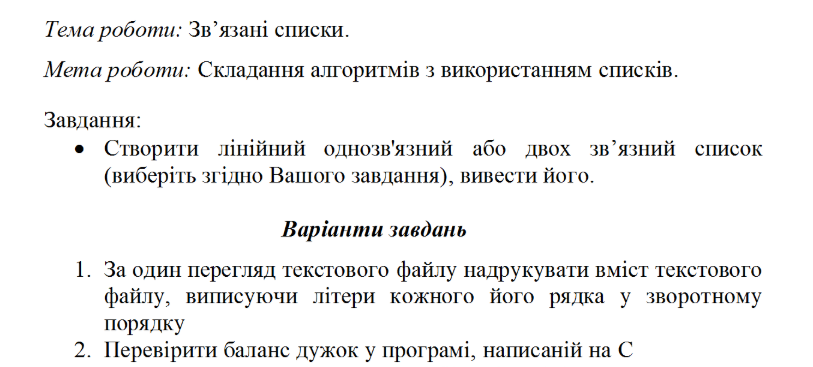 Тема роботи: Зв’язані списки.
Мета роботи: Складання алгоритмів з використанням списків.
Завдання:
• Створити лінійний однозв'язний або двох зв’язний список
(виберіть згідно Вашого завдання), вивести його.
Варіанти завдань
1. За один перегляд текстового файлу надрукувати вміст текстового
файлу, виписуючи літери кожного його рядка у зворотному
порядку
2. Перевірити баланс дужок у програмі, написаній на С